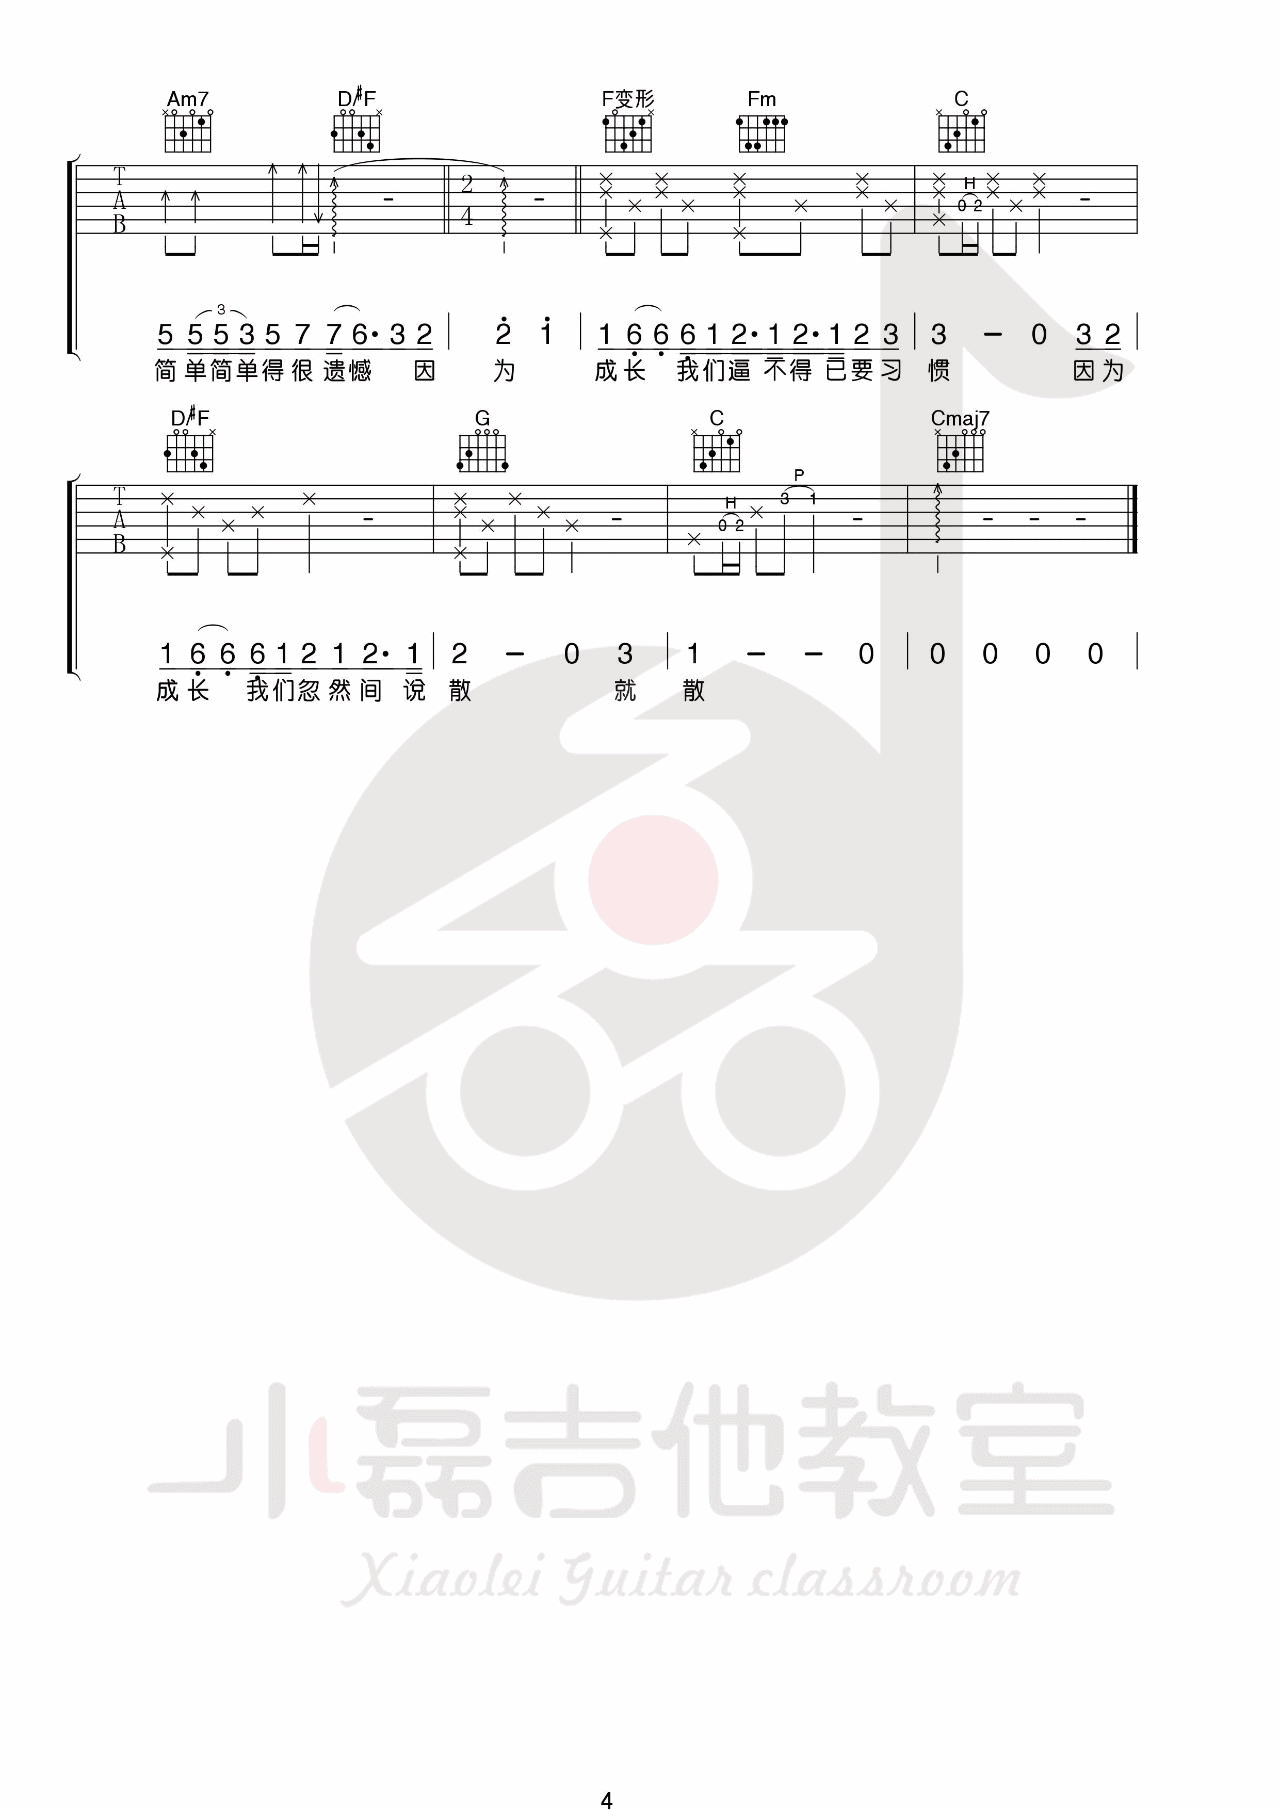 Am7 D/#F F变形 Fm C
T A B 2 4 H 0 2
3
5 5 5 3 5 7 7 6· 3 2 | 2 1 | 1 6 6 6 1 2· 1 2· 1 2 3 | 3 – 0 3 2 |
简单简单得很遗憾 因 为 成长 我们逼不得已要习惯 因为
D/#F G C Cmaj7
T A B H 0 2 P 3 1
1 6 6 6 1 2 1 2· 1 | 2 – 0 3 | 1 – – 0 | 0 0 0 0 |
成长 我们忽然间说散 就 散
小磊吉他教室
Xiaolei Guitar classroom
4